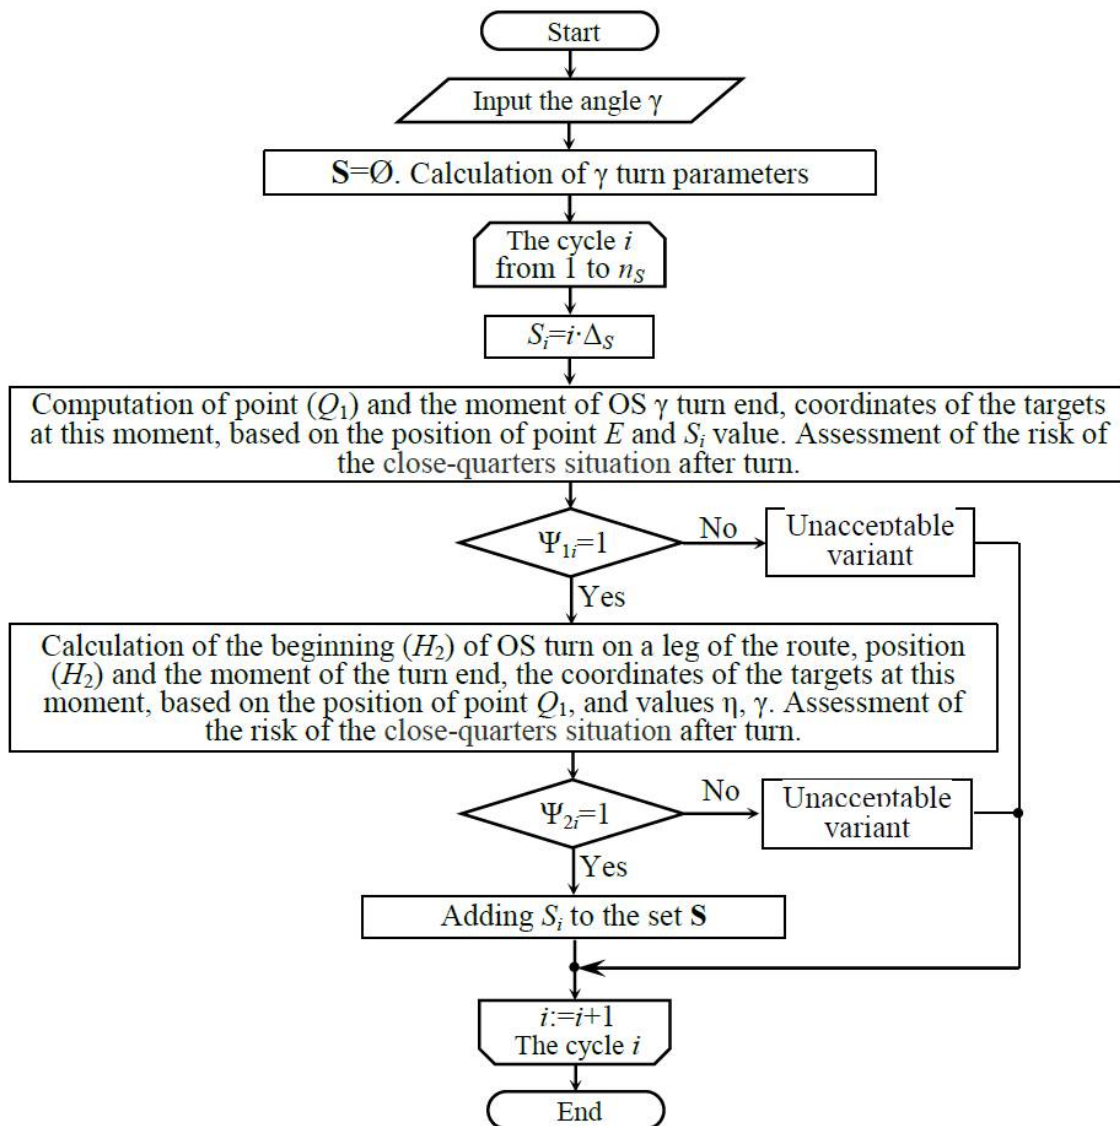 Start
Input the angle γ
S=Ø. Calculation of γ turn parameters
The cycle i
from 1 to nS
Si=i·ΔS
Computation of point (Q1) and the moment of OS γ turn end, coordinates of the targets
at this moment, based on the position of point E and Si value. Assessment of the risk of
the close-quarters situation after turn.
Ψ1i=1
No
Unacceptable
variant
Yes
Calculation of the beginning (H2) of OS turn on a leg of the route, position
(H2) and the moment of the turn end, the coordinates of the targets at this
moment, based on the position of point Q1, and values η, γ. Assessment of
the risk of the close-quarters situation after turn.
Ψ2i=1
No
Unacceptable
variant
Yes
Adding Si to the set S
i:=i+1
The cycle i
End